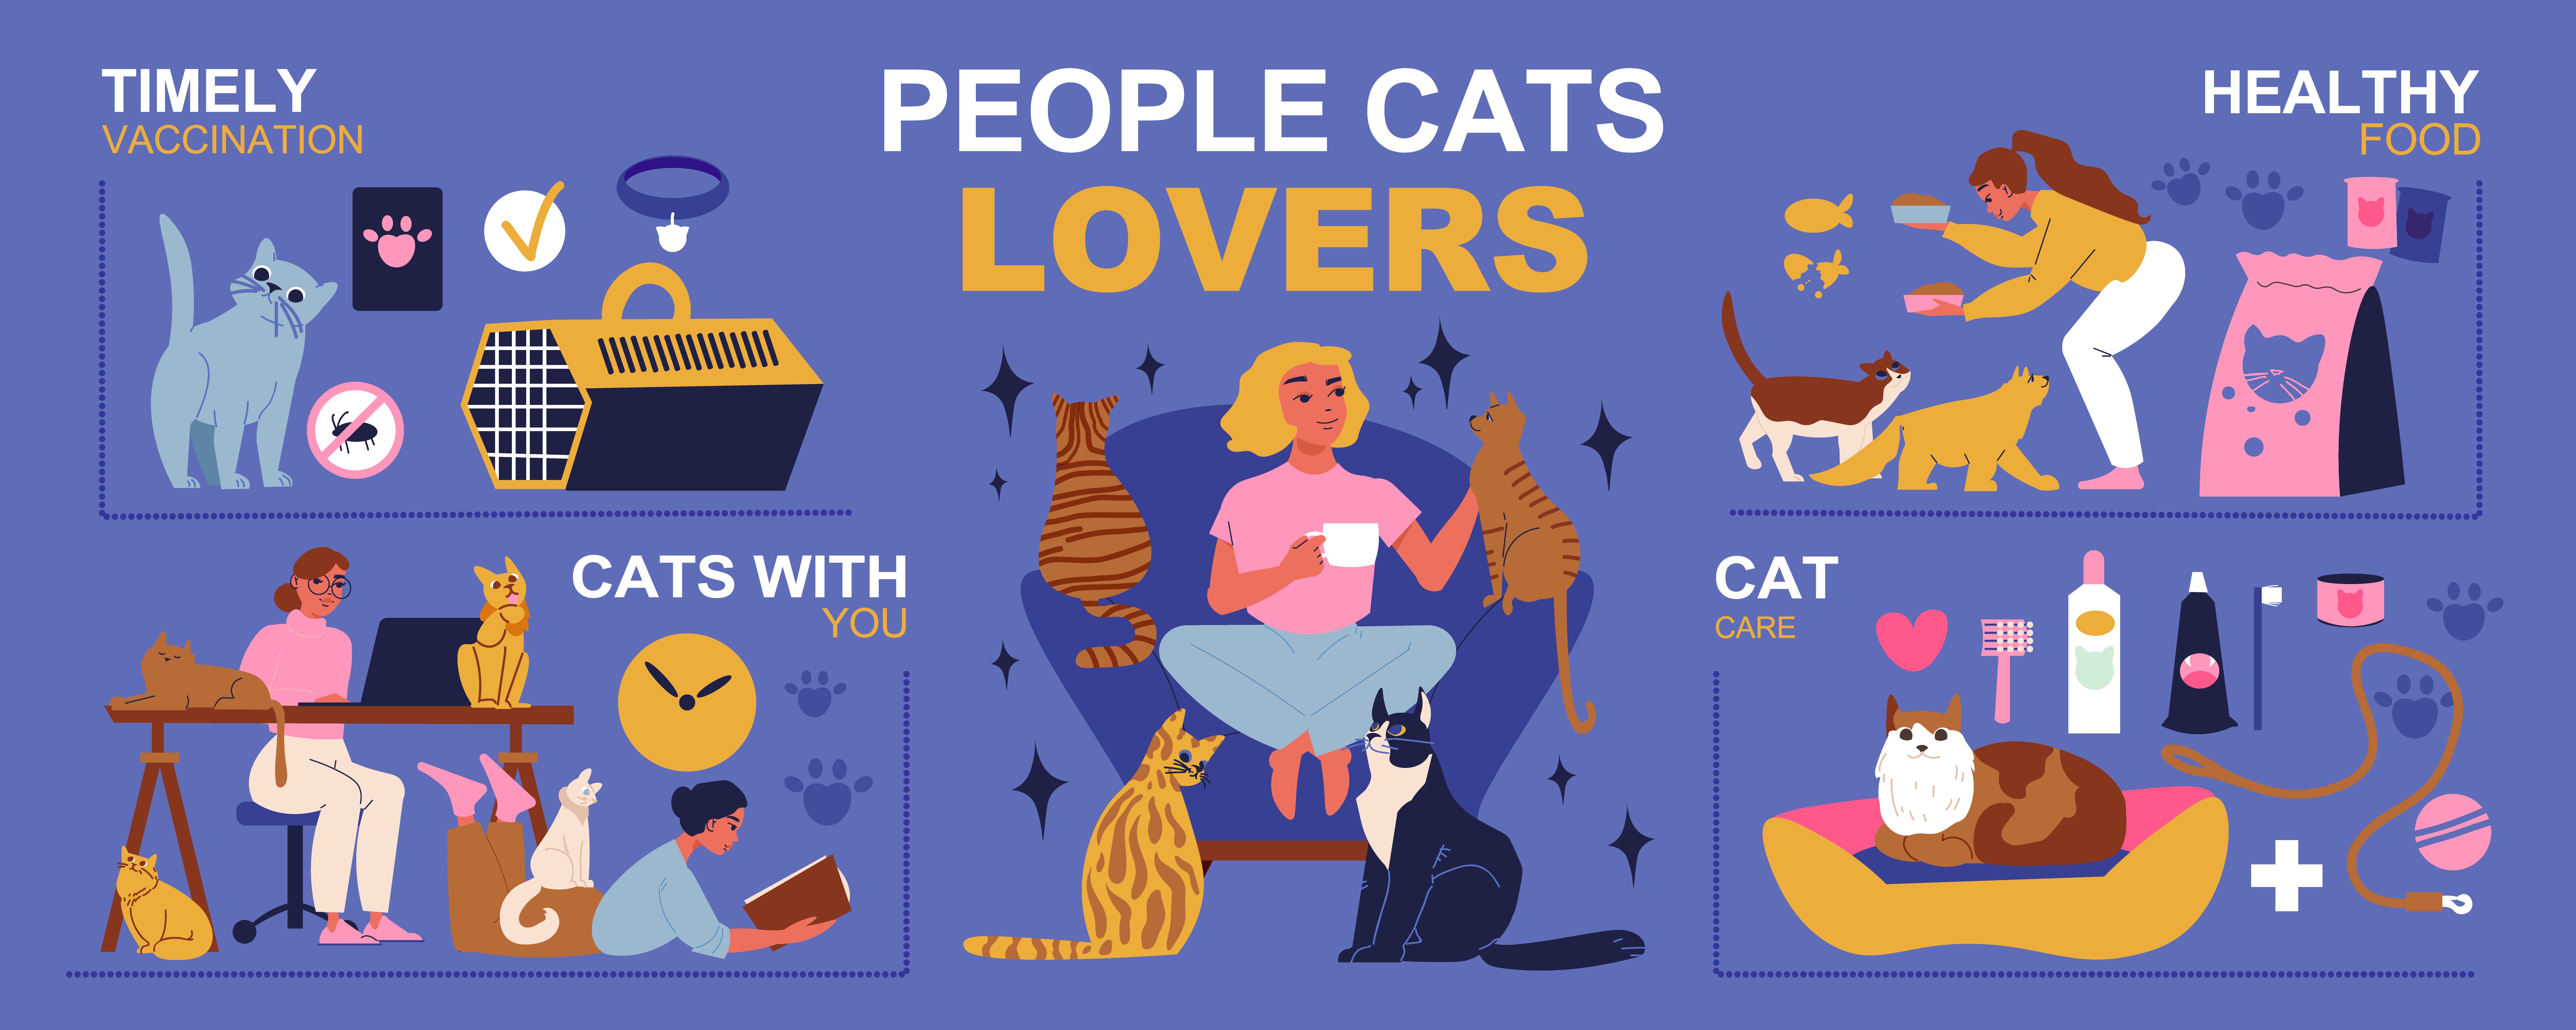 PEOPLE CATS
LOVERS
TIMELY
VACCINATION
HEALTHY
FOOD
CATS WITH
YOU
CAT
CARE